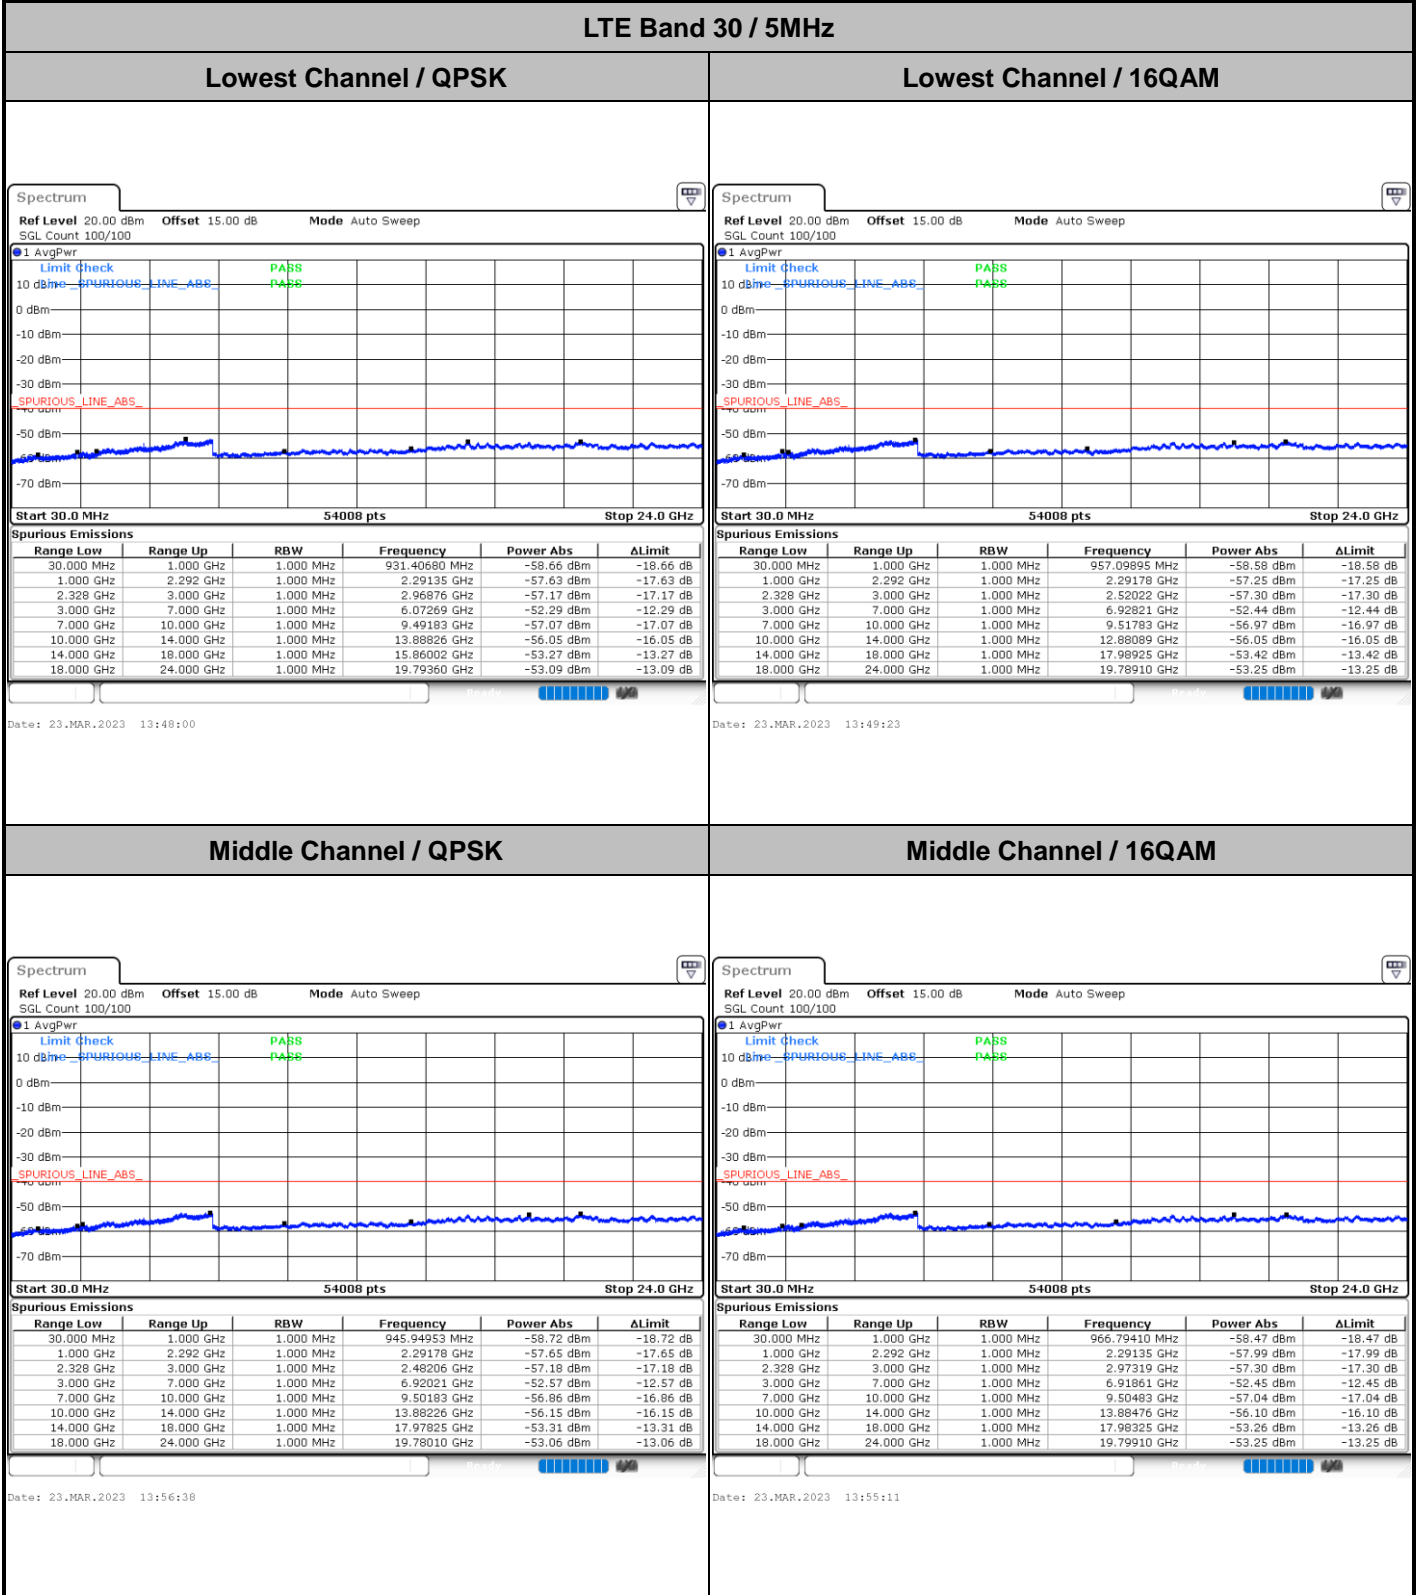 LTE Band 30 / 5MHz
Lowest Channel / QPSK
Lowest Channel / 16QAM
Spectrum
Ref Level 20.00 dBm Offset 15.00 dB Mode Auto Sweep
SGL Count 100/100
1 AvgPwr
Limit Check PASS
10 dBm Line _SPURIOUS_LINE_ABS_ PASS
0 dBm
-10 dBm
-20 dBm
-30 dBm
_SPURIOUS_LINE_ABS_
-40 dBm
-50 dBm
-60 dBm
-70 dBm
Start 30.0 MHz 54008 pts Stop 24.0 GHz
Spurious Emissions
Range Low Range Up RBW Frequency Power Abs ΔLimit
30.000 MHz 1.000 GHz 1.000 MHz 931.40680 MHz -58.66 dBm -18.66 dB
1.000 GHz 2.292 GHz 1.000 MHz 2.29135 GHz -57.63 dBm -17.63 dB
2.328 GHz 3.000 GHz 1.000 MHz 2.96876 GHz -57.17 dBm -17.17 dB
3.000 GHz 7.000 GHz 1.000 MHz 6.07269 GHz -52.29 dBm -12.29 dB
7.000 GHz 10.000 GHz 1.000 MHz 9.49183 GHz -57.07 dBm -17.07 dB
10.000 GHz 14.000 GHz 1.000 MHz 13.88826 GHz -56.05 dBm -16.05 dB
14.000 GHz 18.000 GHz 1.000 MHz 15.86002 GHz -53.27 dBm -13.27 dB
18.000 GHz 24.000 GHz 1.000 MHz 19.79360 GHz -53.09 dBm -13.09 dB
Ready
Date: 23.MAR.2023 13:48:00
Spectrum
Ref Level 20.00 dBm Offset 15.00 dB Mode Auto Sweep
SGL Count 100/100
1 AvgPwr
Limit Check PASS
10 dBm Line _SPURIOUS_LINE_ABS_ PASS
0 dBm
-10 dBm
-20 dBm
-30 dBm
_SPURIOUS_LINE_ABS_
-40 dBm
-50 dBm
-60 dBm
-70 dBm
Start 30.0 MHz 54008 pts Stop 24.0 GHz
Spurious Emissions
Range Low Range Up RBW Frequency Power Abs ΔLimit
30.000 MHz 1.000 GHz 1.000 MHz 957.09895 MHz -58.58 dBm -18.58 dB
1.000 GHz 2.292 GHz 1.000 MHz 2.29178 GHz -57.25 dBm -17.25 dB
2.328 GHz 3.000 GHz 1.000 MHz 2.52022 GHz -57.30 dBm -17.30 dB
3.000 GHz 7.000 GHz 1.000 MHz 6.92821 GHz -52.44 dBm -12.44 dB
7.000 GHz 10.000 GHz 1.000 MHz 9.51783 GHz -56.97 dBm -16.97 dB
10.000 GHz 14.000 GHz 1.000 MHz 12.88089 GHz -56.05 dBm -16.05 dB
14.000 GHz 18.000 GHz 1.000 MHz 17.98925 GHz -53.42 dBm -13.42 dB
18.000 GHz 24.000 GHz 1.000 MHz 19.78910 GHz -53.25 dBm -13.25 dB
Ready
Date: 23.MAR.2023 13:49:23
Middle Channel / QPSK
Middle Channel / 16QAM
Spectrum
Ref Level 20.00 dBm Offset 15.00 dB Mode Auto Sweep
SGL Count 100/100
1 AvgPwr
Limit Check PASS
10 dBm Line _SPURIOUS_LINE_ABS_ PASS
0 dBm
-10 dBm
-20 dBm
-30 dBm
_SPURIOUS_LINE_ABS_
-40 dBm
-50 dBm
-60 dBm
-70 dBm
Start 30.0 MHz 54008 pts Stop 24.0 GHz
Spurious Emissions
Range Low Range Up RBW Frequency Power Abs ΔLimit
30.000 MHz 1.000 GHz 1.000 MHz 945.94953 MHz -58.72 dBm -18.72 dB
1.000 GHz 2.292 GHz 1.000 MHz 2.29178 GHz -57.65 dBm -17.65 dB
2.328 GHz 3.000 GHz 1.000 MHz 2.48206 GHz -57.18 dBm -17.18 dB
3.000 GHz 7.000 GHz 1.000 MHz 6.92021 GHz -52.57 dBm -12.57 dB
7.000 GHz 10.000 GHz 1.000 MHz 9.50183 GHz -56.86 dBm -16.86 dB
10.000 GHz 14.000 GHz 1.000 MHz 13.88226 GHz -56.15 dBm -16.15 dB
14.000 GHz 18.000 GHz 1.000 MHz 17.97825 GHz -53.31 dBm -13.31 dB
18.000 GHz 24.000 GHz 1.000 MHz 19.78010 GHz -53.06 dBm -13.06 dB
Ready
Date: 23.MAR.2023 13:56:38
Spectrum
Ref Level 20.00 dBm Offset 15.00 dB Mode Auto Sweep
SGL Count 100/100
1 AvgPwr
Limit Check PASS
10 dBm Line _SPURIOUS_LINE_ABS_ PASS
0 dBm
-10 dBm
-20 dBm
-30 dBm
_SPURIOUS_LINE_ABS_
-40 dBm
-50 dBm
-60 dBm
-70 dBm
Start 30.0 MHz 54008 pts Stop 24.0 GHz
Spurious Emissions
Range Low Range Up RBW Frequency Power Abs ΔLimit
30.000 MHz 1.000 GHz 1.000 MHz 966.79410 MHz -58.47 dBm -18.47 dB
1.000 GHz 2.292 GHz 1.000 MHz 2.29135 GHz -57.99 dBm -17.99 dB
2.328 GHz 3.000 GHz 1.000 MHz 2.97319 GHz -57.30 dBm -17.30 dB
3.000 GHz 7.000 GHz 1.000 MHz 6.91861 GHz -52.45 dBm -12.45 dB
7.000 GHz 10.000 GHz 1.000 MHz 9.50483 GHz -57.04 dBm -17.04 dB
10.000 GHz 14.000 GHz 1.000 MHz 13.88476 GHz -56.10 dBm -16.10 dB
14.000 GHz 18.000 GHz 1.000 MHz 17.98325 GHz -53.26 dBm -13.26 dB
18.000 GHz 24.000 GHz 1.000 MHz 19.79910 GHz -53.25 dBm -13.25 dB
Ready
Date: 23.MAR.2023 13:55:11